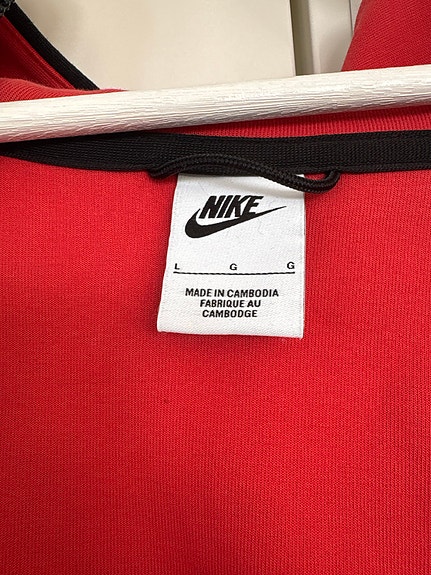 NIKE
L G G
MADE IN CAMBODIA
FABRIQUE AU
CAMBODGE